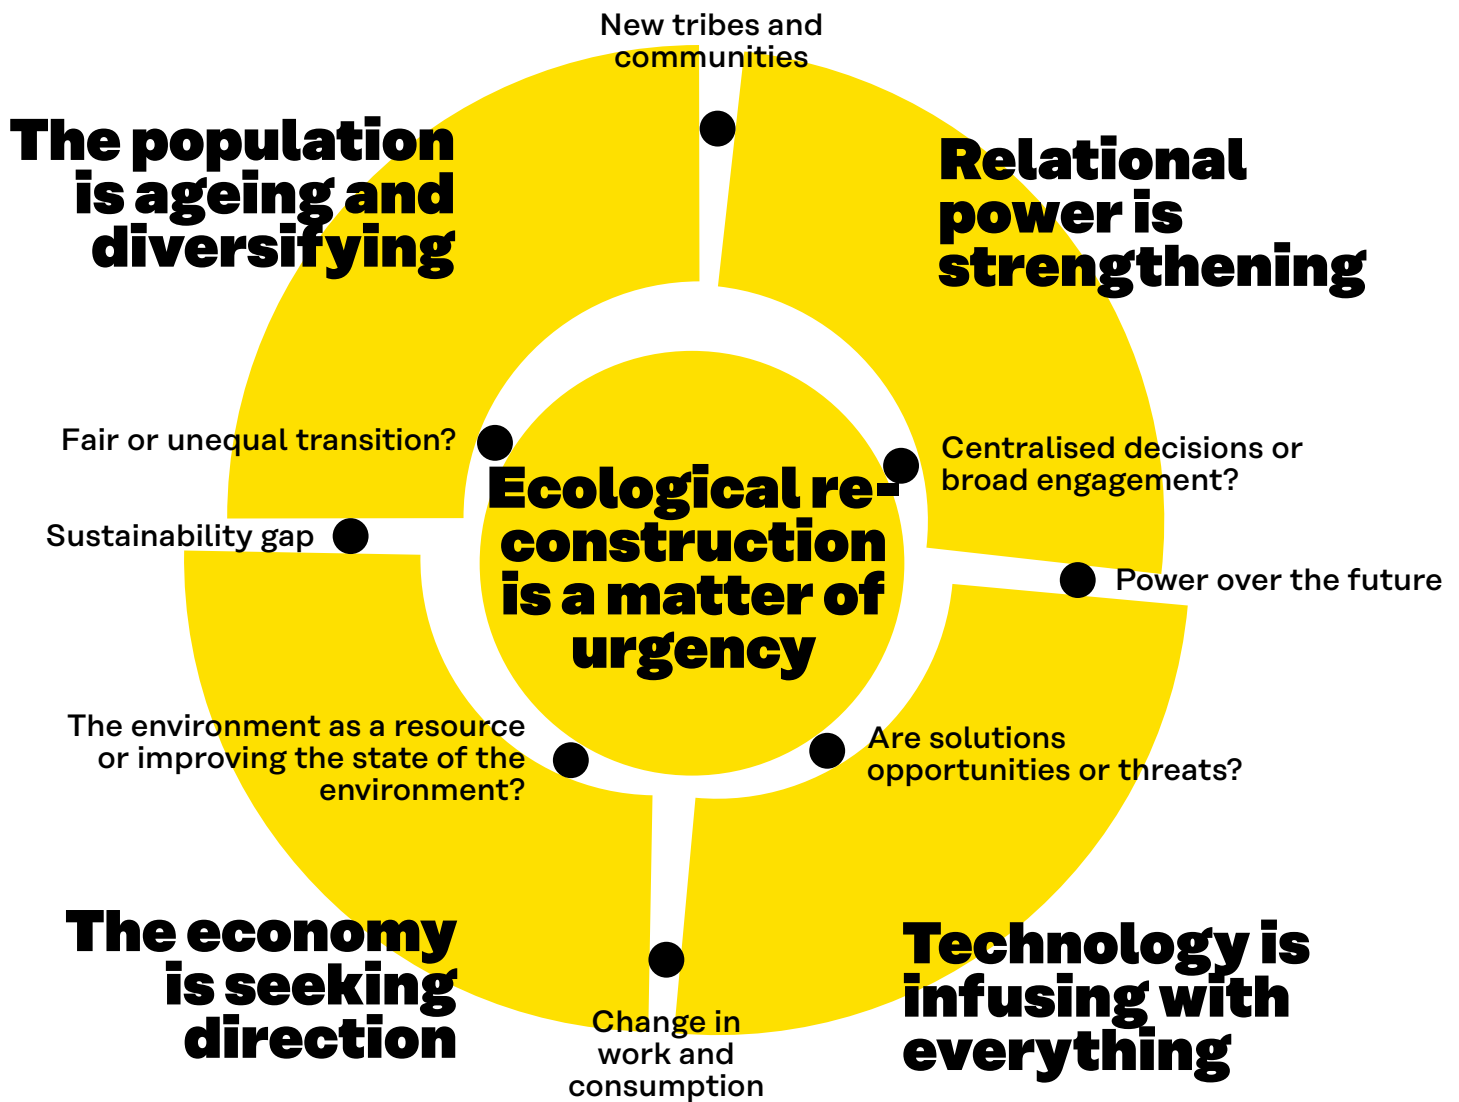 New tribes and
communities
The population
is ageing and
diversifying
Relational
power is
strengthening
Fair or unequal transition?
Centralised decisions or
broad engagement?
Ecological re-
construction
is a matter of
urgency
Sustainability gap
Power over the future
The environment as a resource
or improving the state of the
environment?
Are solutions
opportunities or threats?
The economy
is seeking
direction
Technology is
infusing with
everything
Change in
work and
consumption